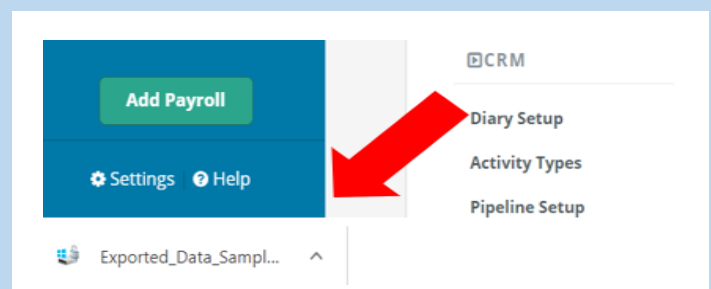 Add Payroll
Settings Help
Exported_Data_Sampl...
CRM
Diary Setup
Activity Types
Pipeline Setup